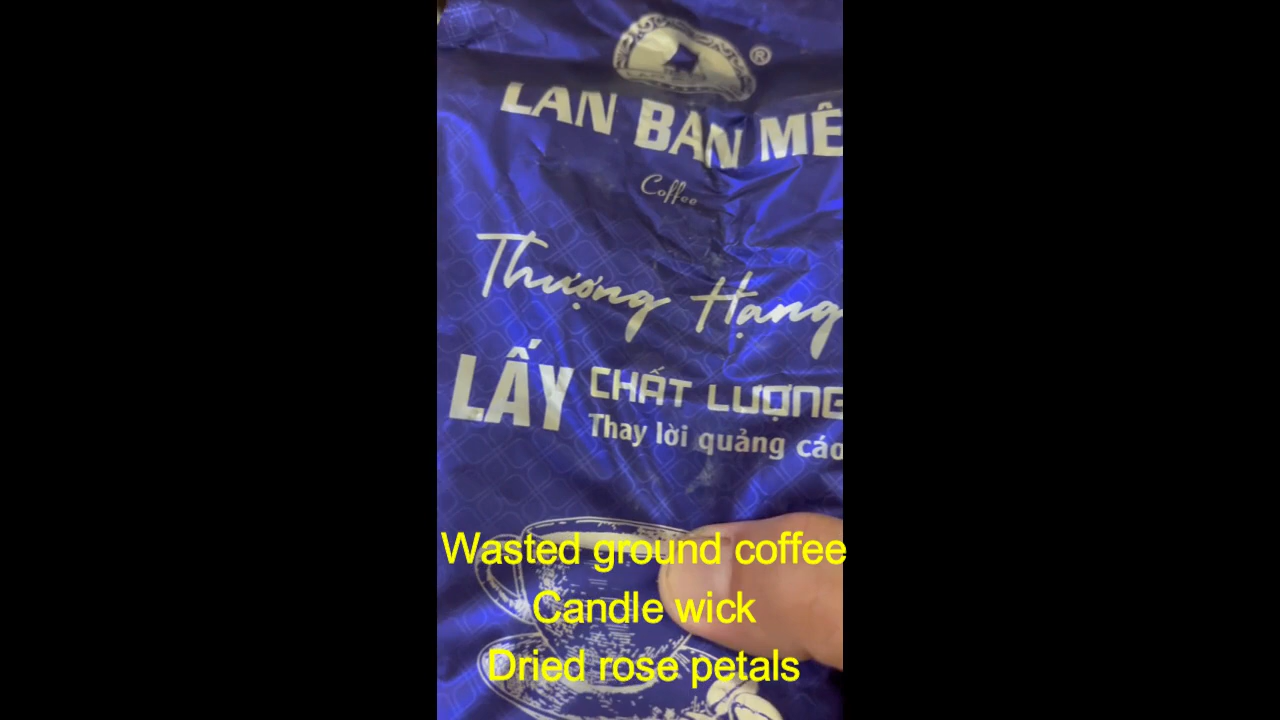 ®
LAN BAN MÊ
Coffee
Thượng Hạng
LẤY CHẤT LƯỢNG
Thay lời quảng cáo
Wasted ground coffee
Candle wick
Dried rose petals